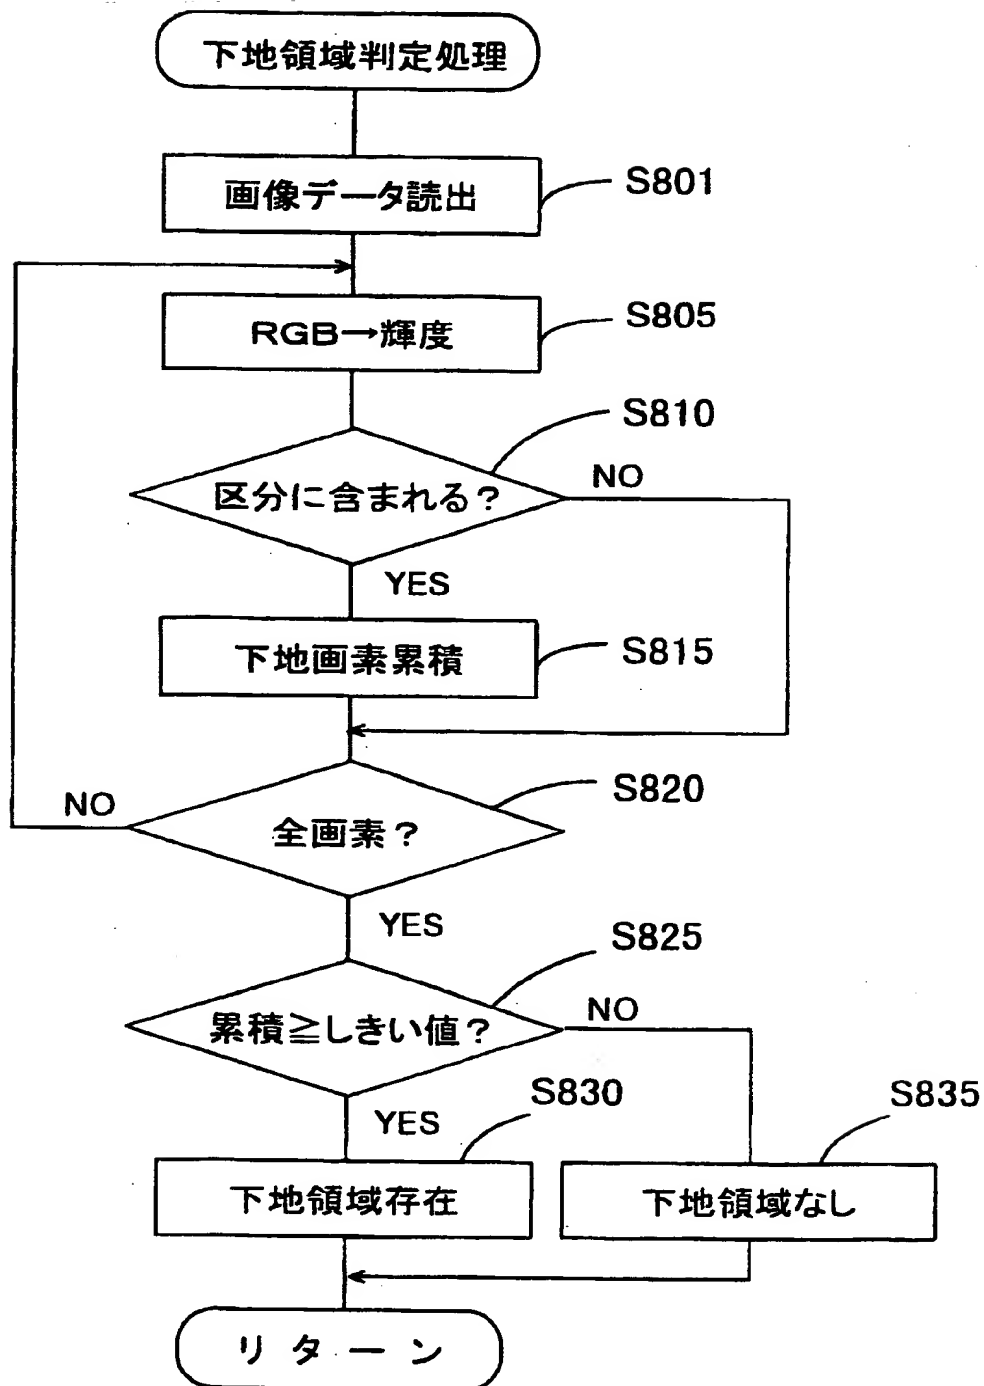 下地領域判定処理
画像データ読出
S801
RGB→輝度
S805
S810
区分に含まれる?
NO
YES
下地画素累積
S815
S820
NO
全画素?
YES
S825
累積≧しきい値?
NO
YES
S830
S835
下地領域存在
下地領域なし
リターン